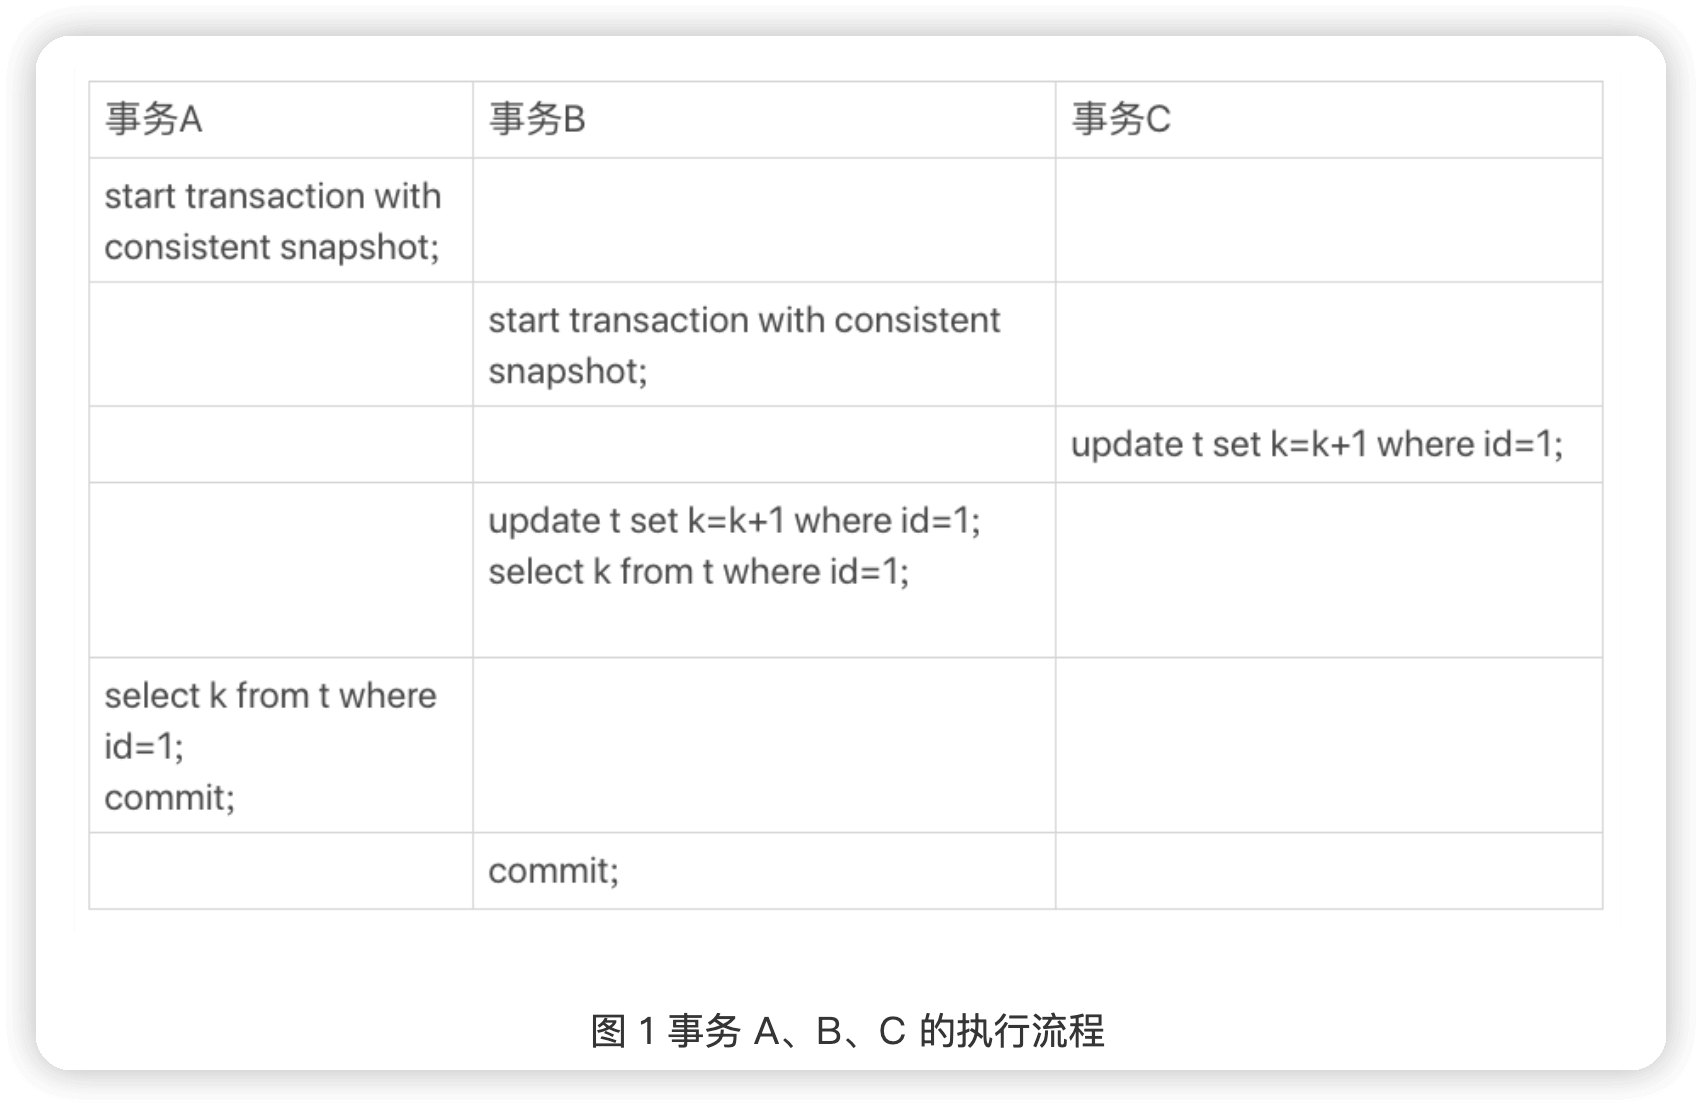 事务A
事务B
事务C
start transaction with
consistent snapshot;
start transaction with consistent
snapshot;
update t set k=k+1 where id=1;
update t set k=k+1 where id=1;
select k from t where id=1;
select k from t where
id=1;
commit;
commit;
图 1 事务 A、B、C 的执行流程